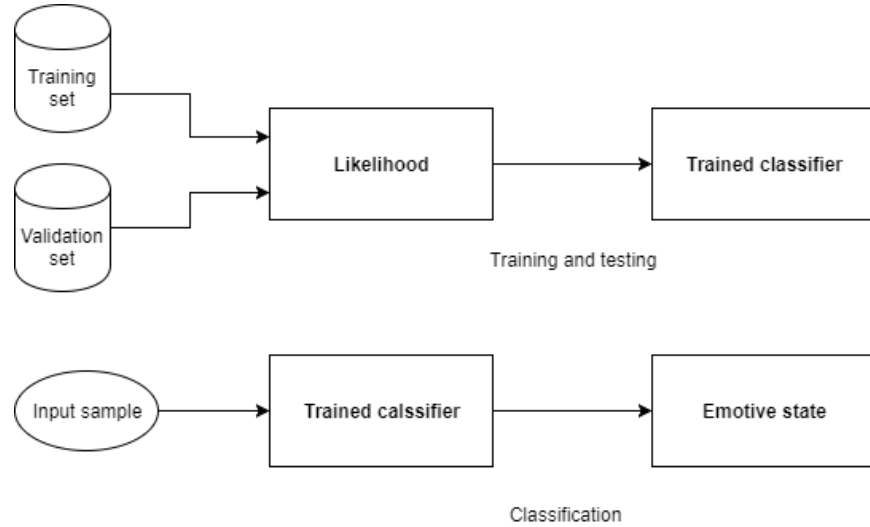 Training
set
Likelihood
Trained classifier
Validation
set
Training and testing
Input sample
Trained calssifier
Emotive state
Classification